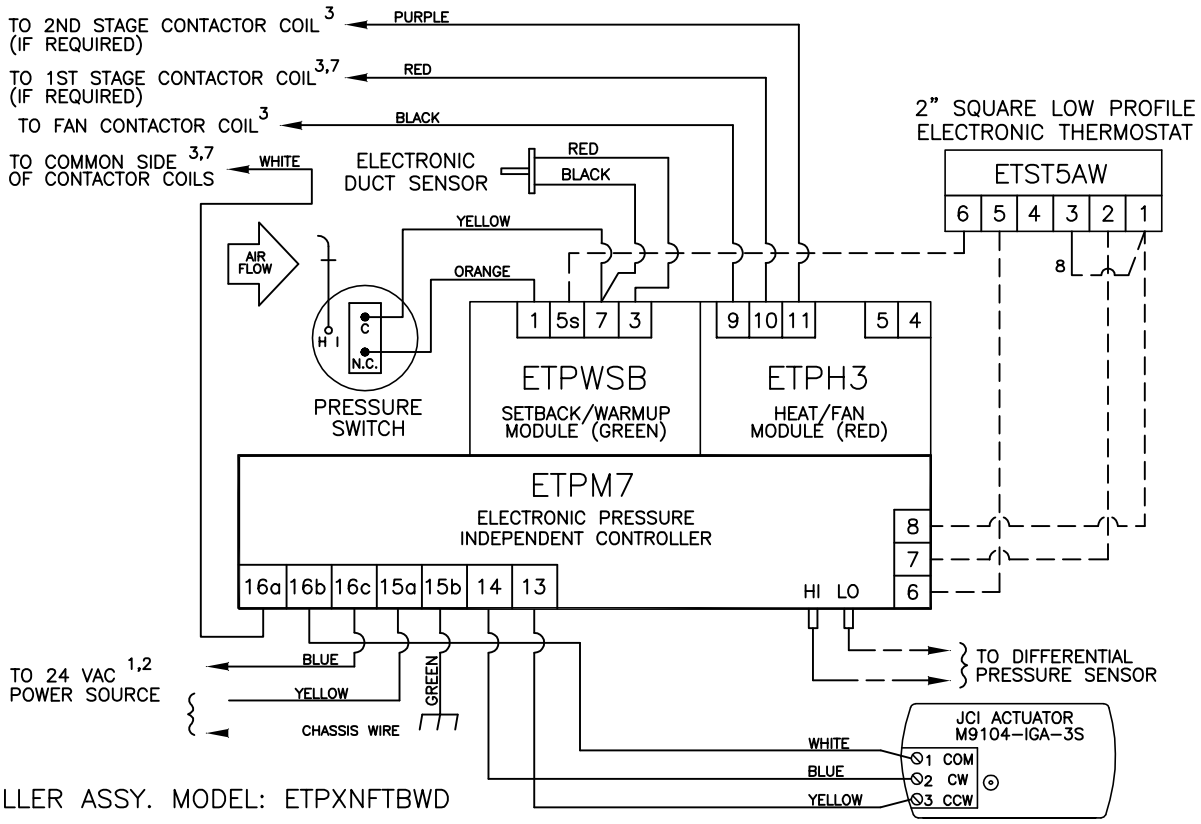 TO 2ND STAGE CONTACTOR COIL 3
(IF REQUIRED)
PURPLE
TO 1ST STAGE CONTACTOR COIL 3,7
(IF REQUIRED)
RED
TO FAN CONTACTOR COIL 3
BLACK
TO COMMON SIDE 3,7
OF CONTACTOR COILS
WHITE
ELECTRONIC
DUCT SENSOR
RED
BLACK
2” SQUARE LOW PROFILE
ELECTRONIC THERMOSTAT
ETST5AW
6 5 4 3 2 1
8
YELLOW
ORANGE
AIR
FLOW
HI
C
N.C.
PRESSURE
SWITCH
1 5s 7 3
9 10 11 5 4
ETPWSB
SETBACK/WARMUP
MODULE (GREEN)
ETPH3
HEAT/FAN
MODULE (RED)
ETPM7
ELECTRONIC PRESSURE
INDEPENDENT CONTROLLER
8
7
6
16a 16b 16c 15a 15b 14 13
HI LO
TO 24 VAC 1,2
POWER SOURCE
BLUE
YELLOW
CHASSIS WIRE
GREEN
TO DIFFERENTIAL
PRESSURE SENSOR
JCI ACTUATOR
M9104-IGA-3S
WHITE
1 COM
BLUE
2 CW
YELLOW
3 CCW
LLER ASSY. MODEL: ETPXNFTBWD